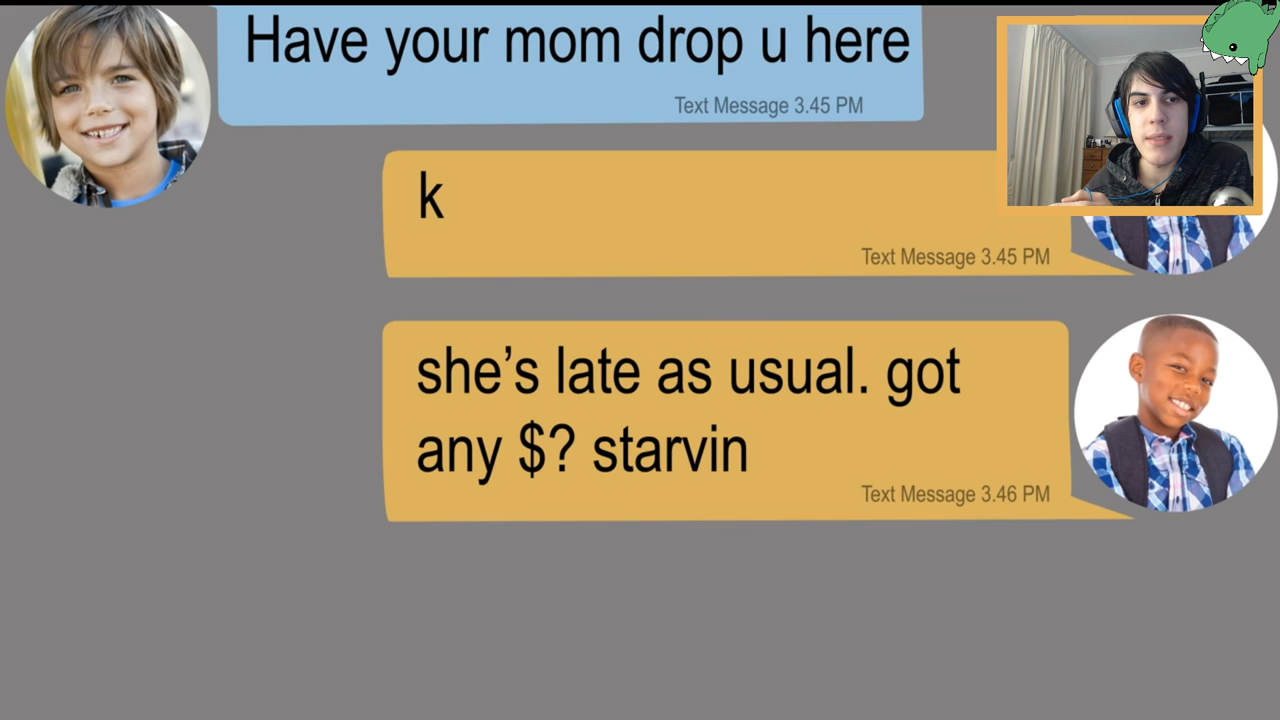 Have your mom drop u here
Text Message 3.45 PM
k
Text Message 3.45 PM
she's late as usual. got
any $? starvin
Text Message 3.46 PM